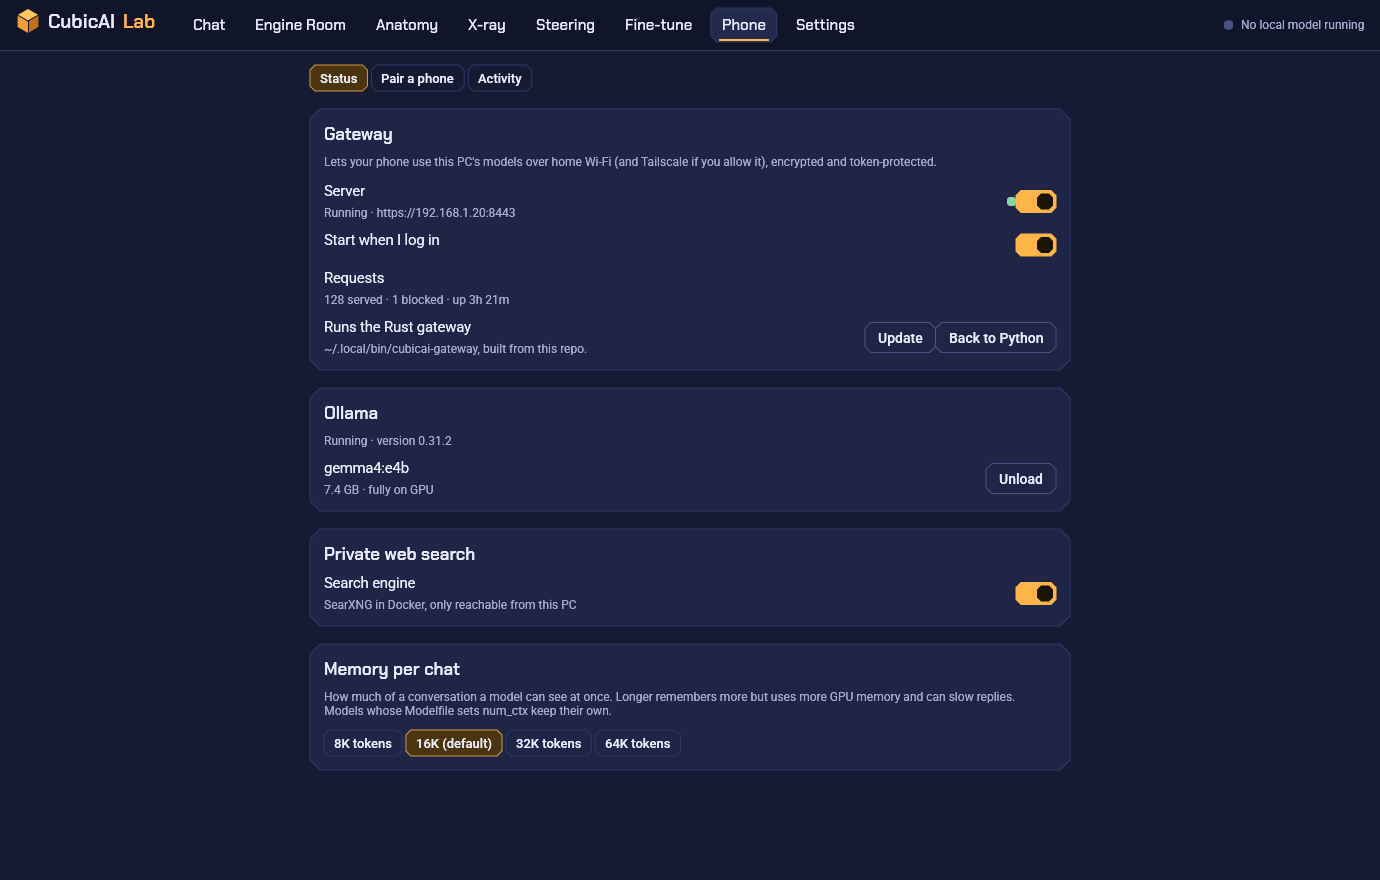 CubicAI Lab
Chat
Engine Room
Anatomy
X-ray
Steering
Fine-tune
Phone
Settings
No local model running
Status
Pair a phone
Activity
Gateway
Lets your phone use this PC's models over home Wi-Fi (and Tailscale if you allow it), encrypted and token-protected.
Server
Running · https://192.168.1.20:8443
Start when I log in
Requests
128 served · 1 blocked · up 3h 21m
Runs the Rust gateway
~/.local/bin/cubicai-gateway, built from this repo.
Update
Back to Python
Ollama
Running · version 0.31.2
gemma4:e4b
7.4 GB · fully on GPU
Unload
Private web search
Search engine
SearXNG in Docker, only reachable from this PC
Memory per chat
How much of a conversation a model can see at once. Longer remembers more but uses more GPU memory and can slow replies.
Models whose Modelfile sets num_ctx keep their own.
8K tokens
16K (default)
32K tokens
64K tokens